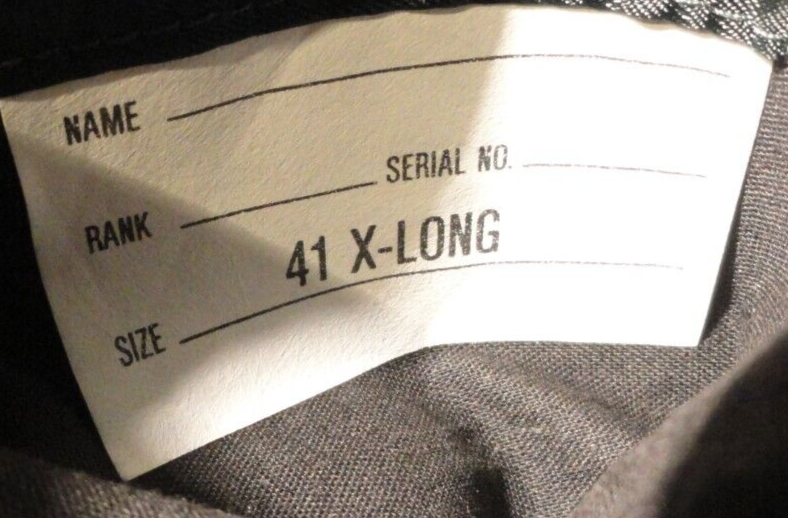 NAME
RANK SERIAL NO.
SIZE 41 X-LONG